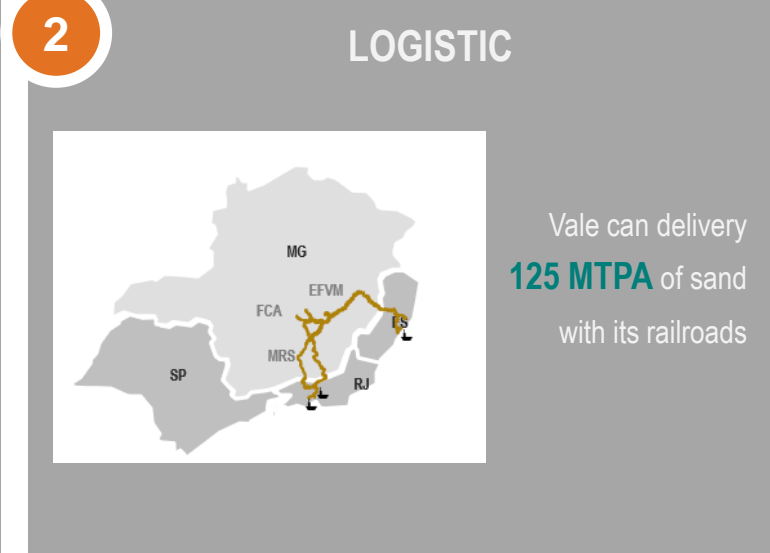 2
LOGISTIC
MG
EFVM
FCA
ES
MRS
SP
RJ
Vale can delivery
125 MTPA of sand
with its railroads